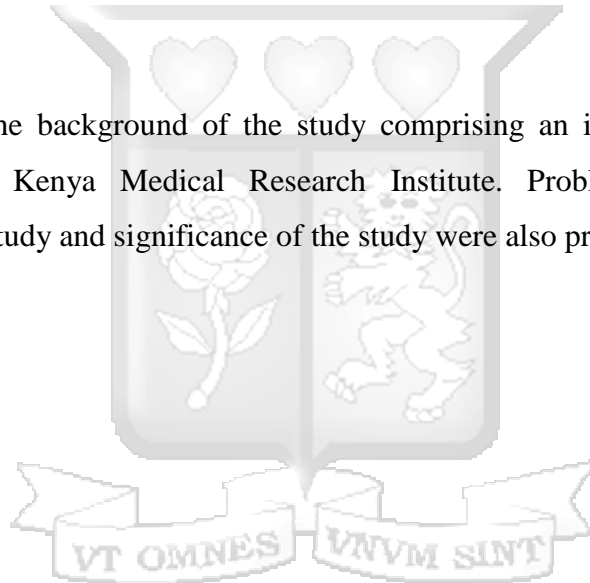 he background of the study comprising an i
Kenya Medical Research Institute. Probl
tudy and significance of the study were also pr
VT OMNES VNVM SINT